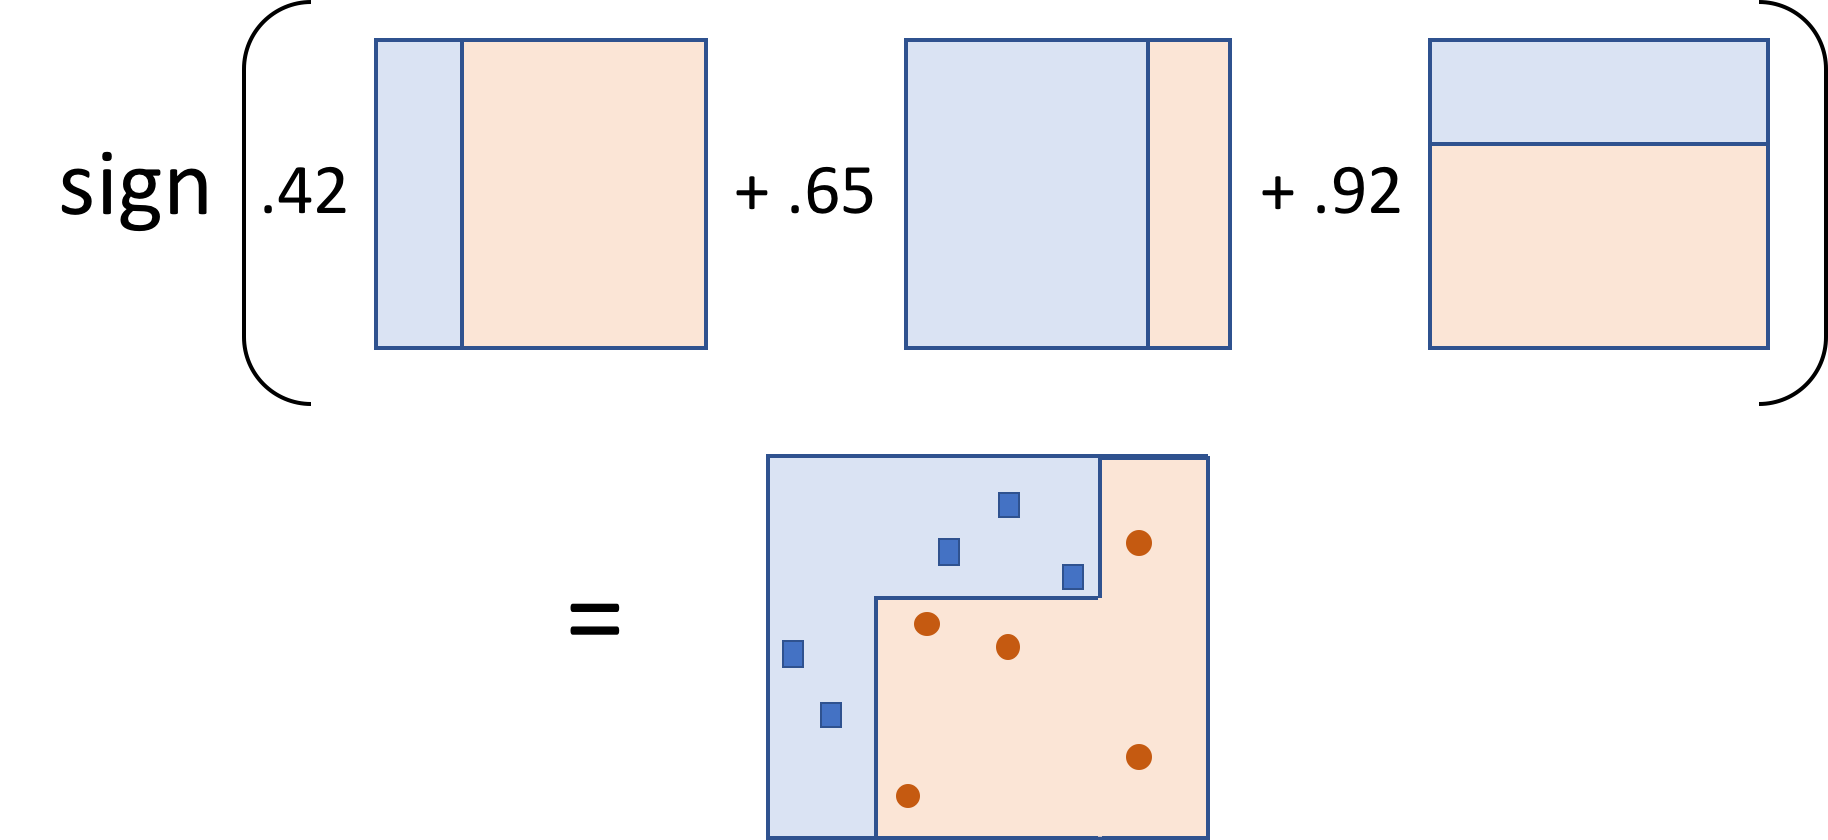 sign ( .42 + .65 + .92 )
=